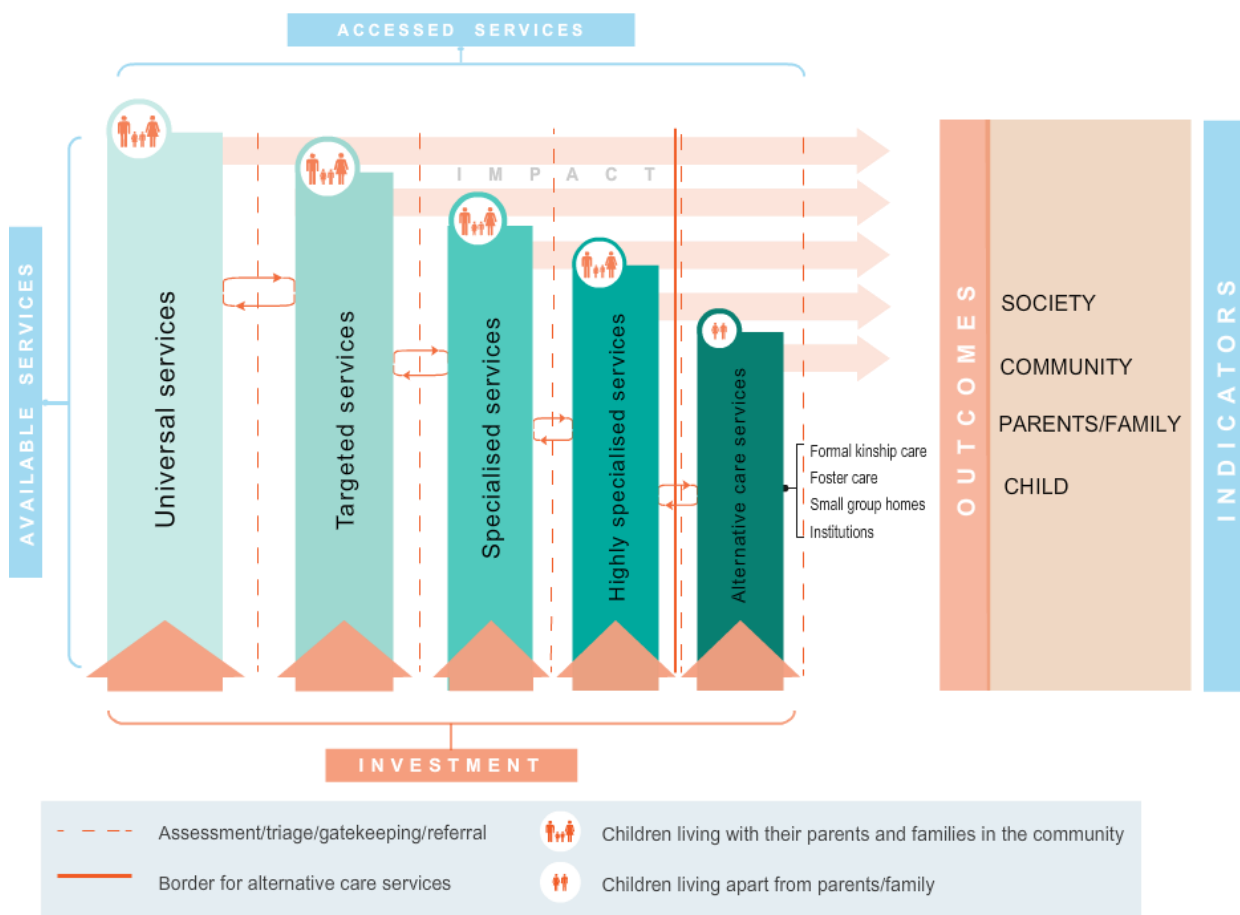 ACCESSED SERVICES
AVAILABLE SERVICES
IMPACT
Universal services
Targeted services
Specialised services
Highly specialised services
Alternative care services
Formal kinship care
Foster care
Small group homes
Institutions
OUTCOMES
SOCIETY
COMMUNITY
PARENTS/FAMILY
CHILD
INDICATORS
INVESTMENT
Assessment/triage/gatekeeping/referral
Children living with their parents and families in the community
Border for alternative care services
Children living apart from parents/family